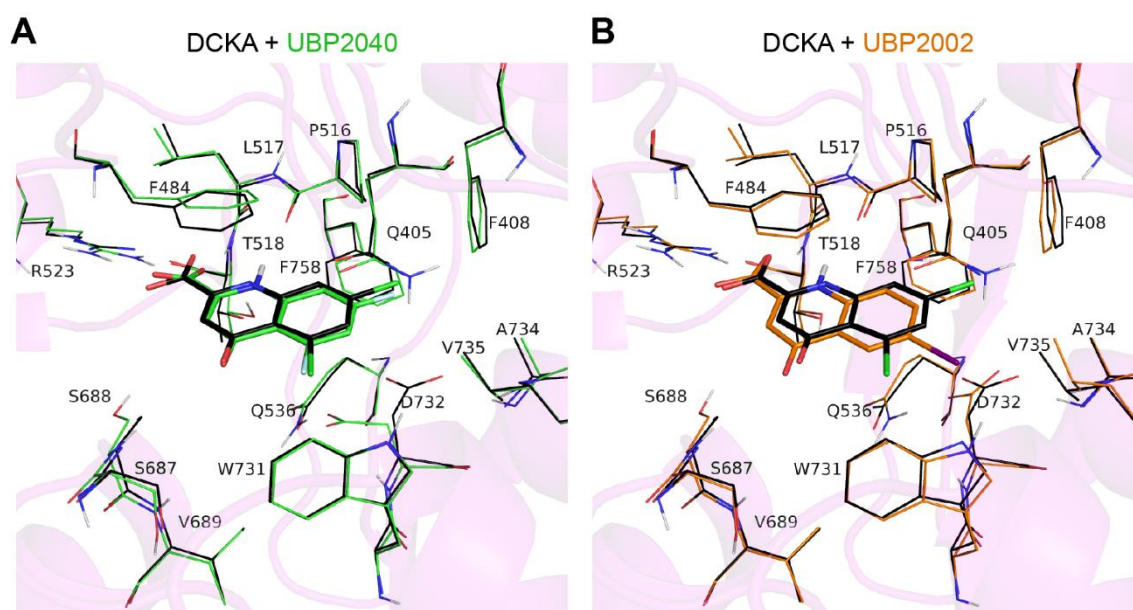 A
DCKA + UBP2040
P516
L517
F484
F408
Q405
T518
F758
R523
A734
V735
S688
Q536
D732
S687
W731
V689
B
DCKA + UBP2002
P516
L517
F484
F408
Q405
T518
F758
R523
A734
V735
S688
Q536
D732
S687
W731
V689